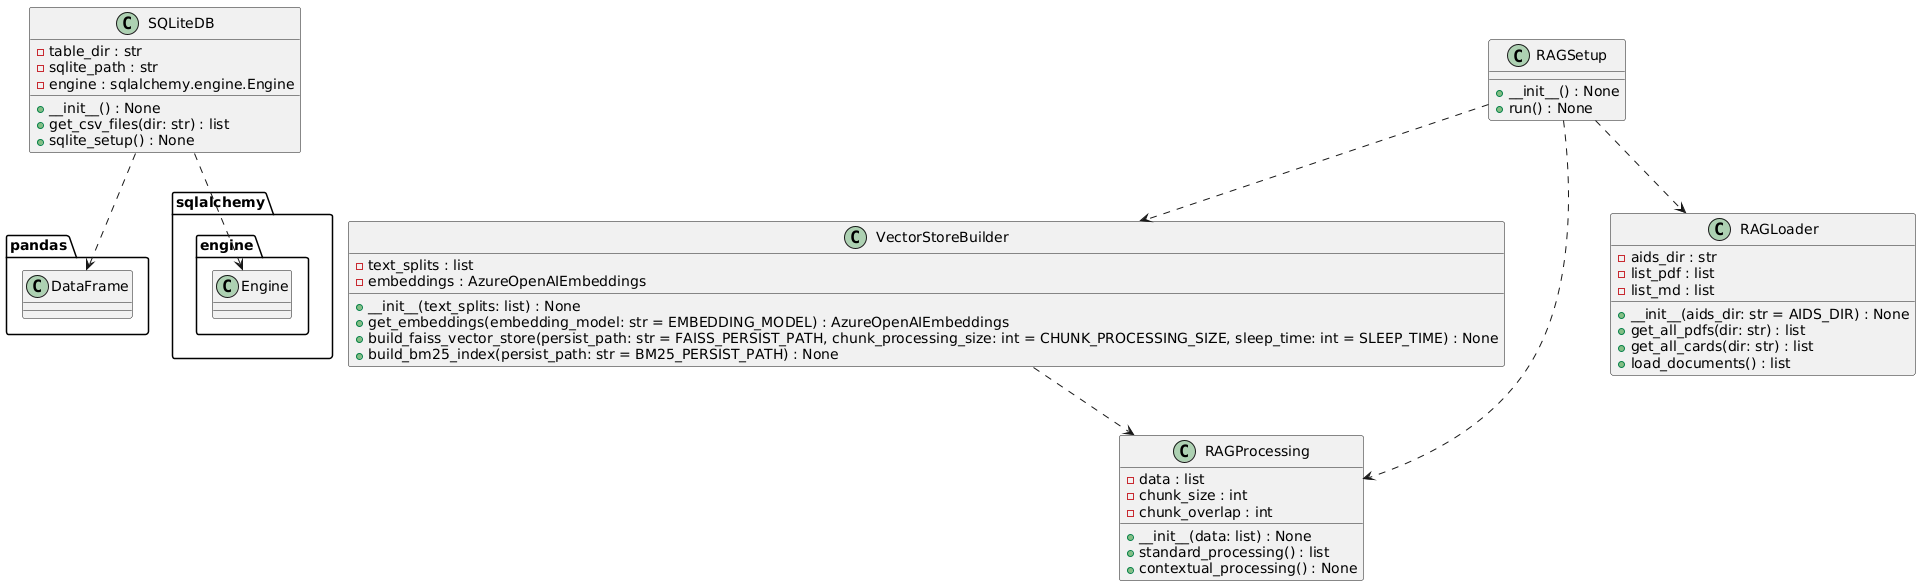 C SQLiteDB
table_dir : str
sqlite_path : str
engine : sqlalchemy.engine.Engine
__init__() : None
get_csv_files(dir: str) : list
sqlite_setup() : None
C RAGSetup
__init__() : None
run() : None
pandas
C DataFrame
sqlalchemy
engine
C Engine
C VectorStoreBuilder
text_splits : list
embeddings : AzureOpenAIEmbeddings
__init__(text_splits: list) : None
get_embeddings(embedding_model: str = EMBEDDING_MODEL) : AzureOpenAIEmbeddings
build_faiss_vector_store(persist_path: str = FAISS_PERSIST_PATH, chunk_processing_size: int = CHUNK_PROCESSING_SIZE, sleep_time: int = SLEEP_TIME) : None
build_bm25_index(persist_path: str = BM25_PERSIST_PATH) : None
C RAGLoader
aids_dir : str
list_pdf : list
list_md : list
__init__(aids_dir: str = AIDS_DIR) : None
get_all_pdfs(dir: str) : list
get_all_cards(dir: str) : list
load_documents() : list
C RAGProcessing
data : list
chunk_size : int
chunk_overlap : int
__init__(data: list) : None
standard_processing() : list
contextual_processing() : None